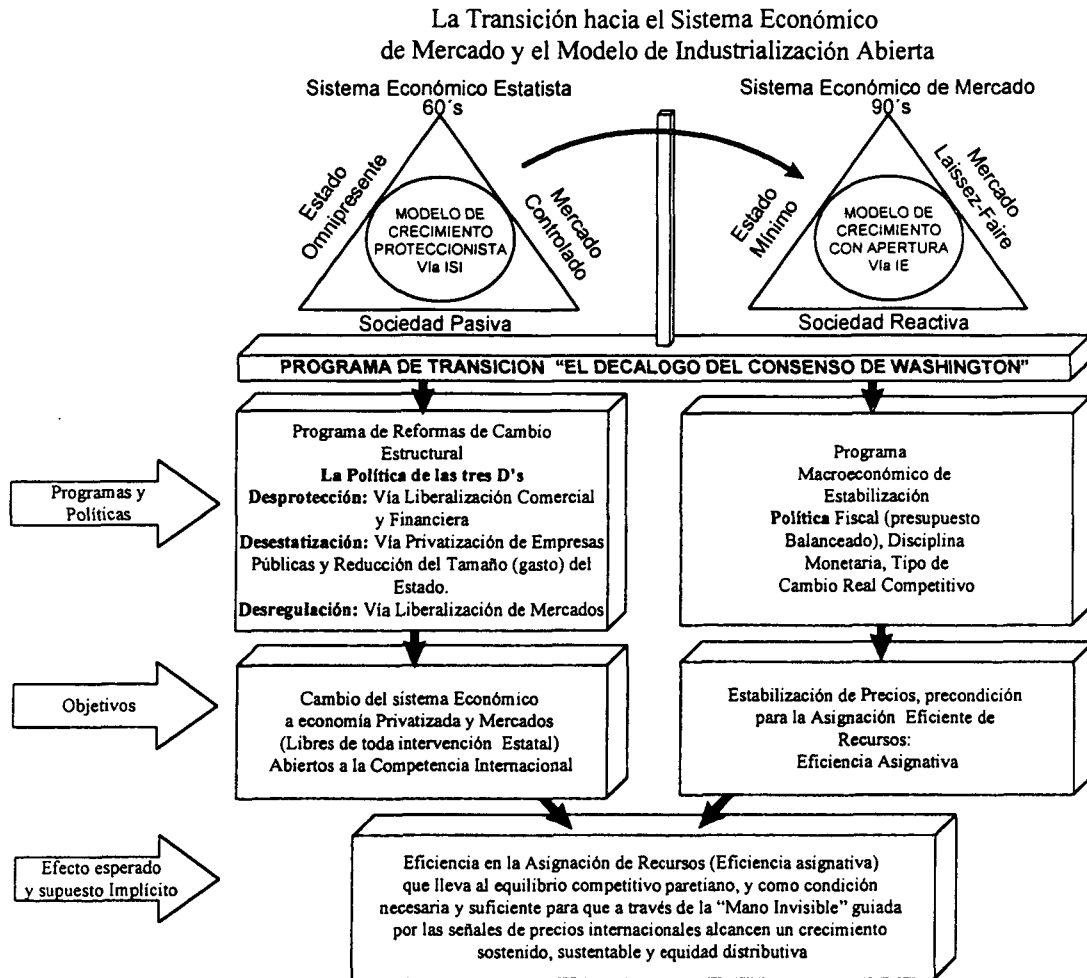 La Transición hacia el Sistema Económico
de Mercado y el Modelo de Industrialización Abierta
Sistema Económico Estatista
60´s
Estado
Omnipresente
Mercado
Controlado
MODELO DE
CRECIMIENTO
PROTECCIONISTA
VIa ISI
Sociedad Pasiva
Sistema Económico de Mercado
90´s
Estado
Mínimo
Mercado
Laissez-Faire
MODELO DE
CRECIMIENTO
CON APERTURA
VIa IE
Sociedad Reactiva
PROGRAMA DE TRANSICION “EL DECALOGO DEL CONSENSO DE WASHINGTON”
Programas y
Políticas
Programa de Reformas de Cambio
Estructural
La Política de las tres D's
Desprotección: Vía Liberalización Comercial
y Financiera
Desestatización: Vía Privatización de Empresas
Públicas y Reducción del Tamaño (gasto) del
Estado.
Desregulación: Vía Liberalización de Mercados
Programa
Macroeconómico de
Estabilización
Política Fiscal (presupuesto
Balanceado), Disciplina
Monetaria, Tipo de
Cambio Real Competitivo
Objetivos
Cambio del sistema Económico
a economía Privatizada y Mercados
(Libres de toda intervención Estatal)
Abiertos a la Competencia Internacional
Estabilización de Precios, precondición
para la Asignación Eficiente de
Recursos:
Eficiencia Asignativa
Efecto esperado
y supuesto Implícito
Eficiencia en la Asignación de Recursos (Eficiencia asignativa)
que lleva al equilibrio competitivo paretiano, y como condición
necesaria y suficiente para que a través de la “Mano Invisible” guiada
por las señales de precios internacionales alcancen un crecimiento
sostenido, sustentable y equidad distributiva